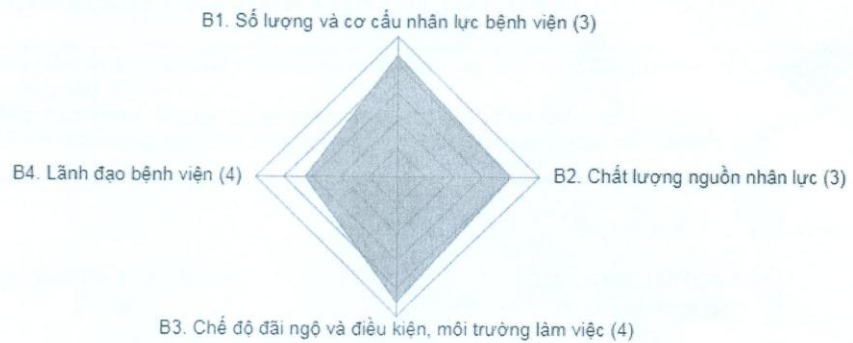 B1. Số lượng và cơ cấu nhân lực bệnh viện (3)
B4. Lãnh đạo bệnh viện (4)
B2. Chất lượng nguồn nhân lực (3)
B3. Chế độ đãi ngộ và điều kiện, môi trường làm việc (4)